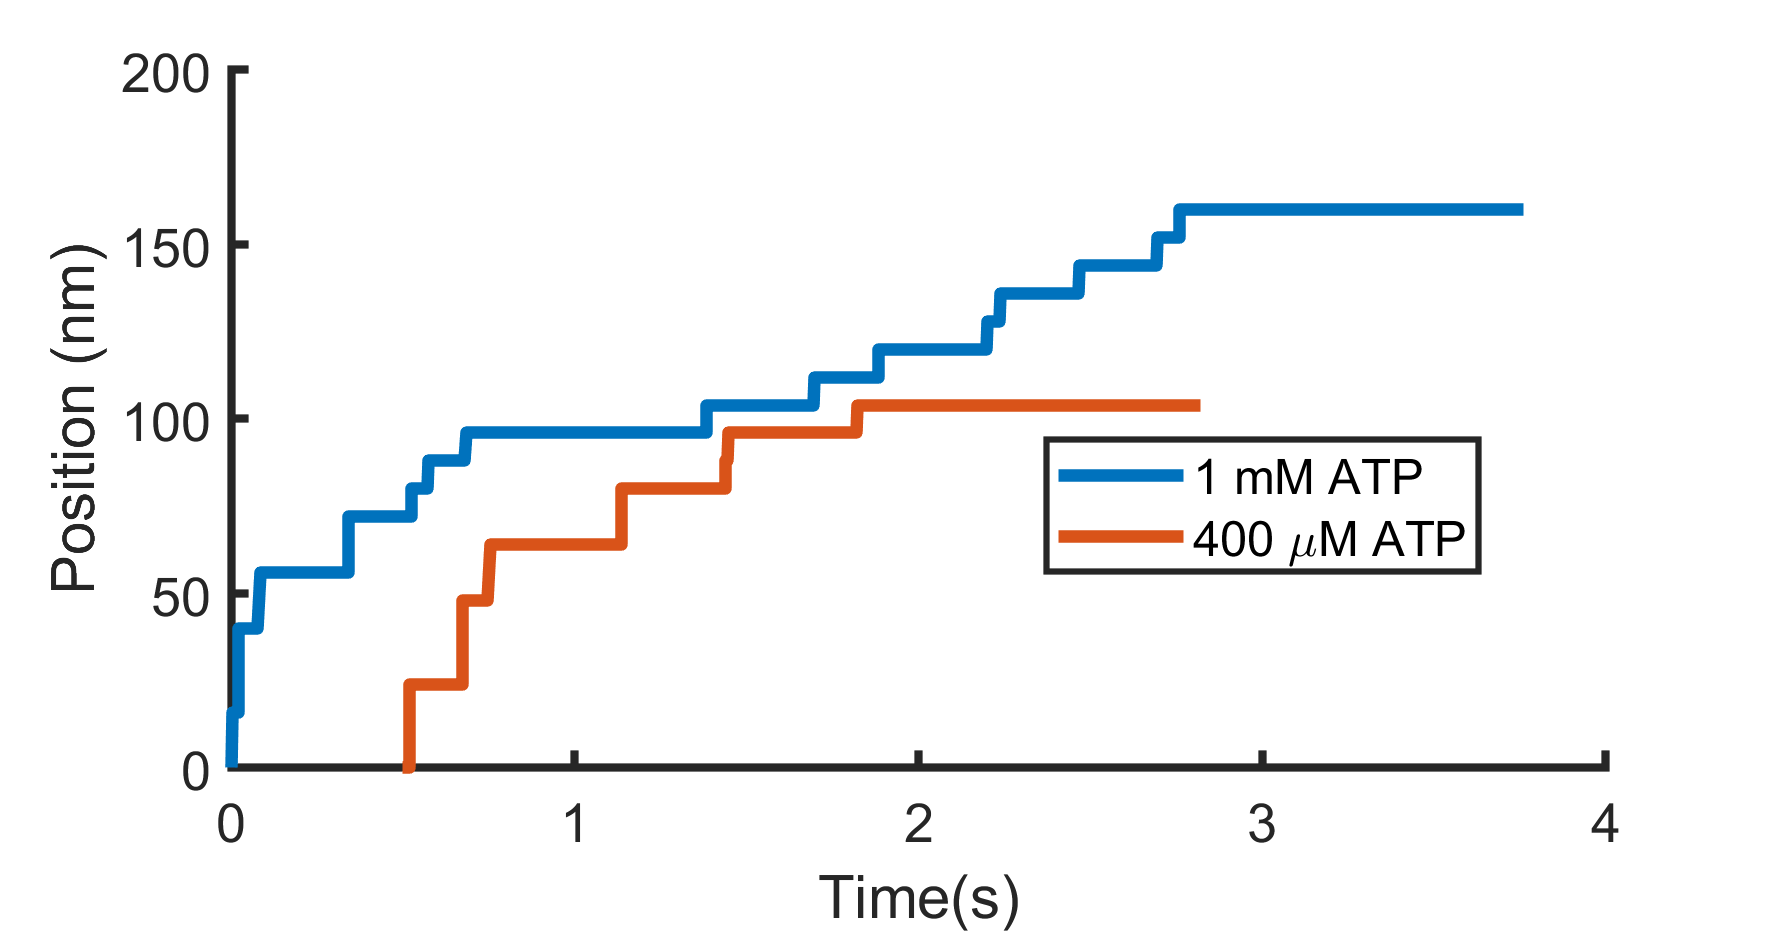 200
150
100
50
0
Position (nm)
1 mM ATP
400 μM ATP
0 1 2 3 4
Time(s)